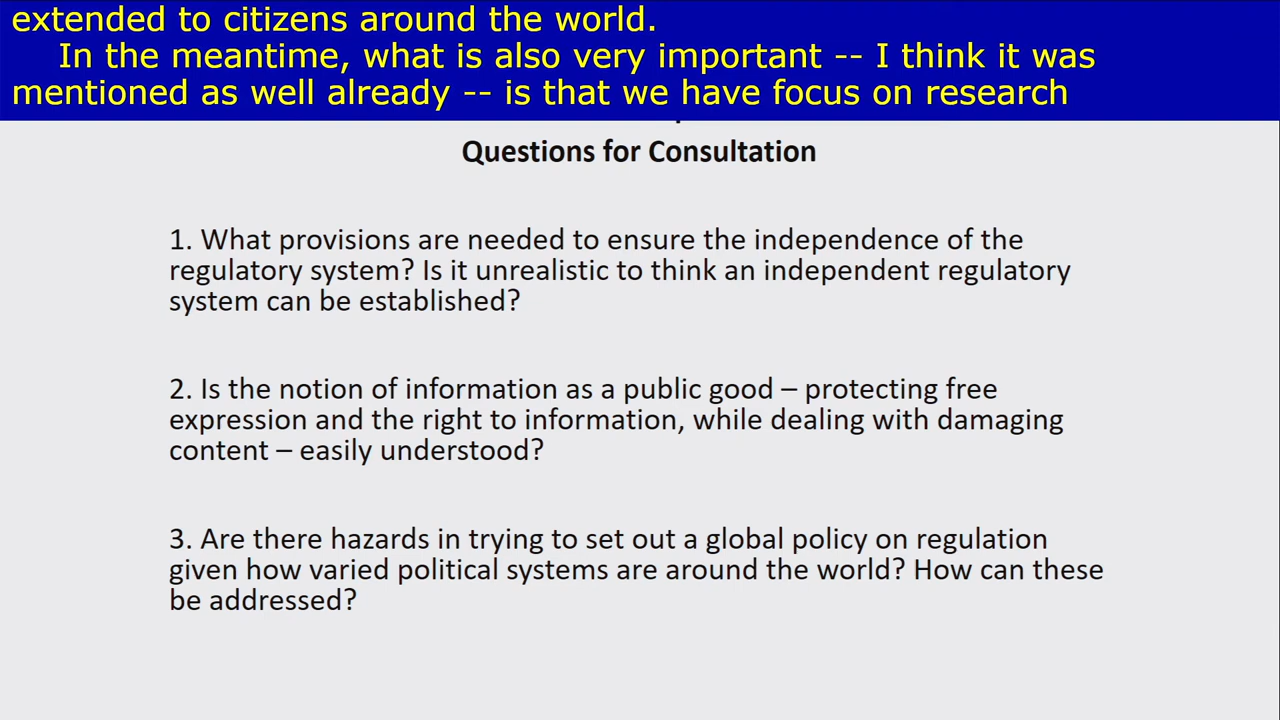 extended to citizens around the world.
In the meantime, what is also very important -- I think it was
mentioned as well already -- is that we have focus on research
Questions for Consultation
1. What provisions are needed to ensure the independence of the
regulatory system? Is it unrealistic to think an independent regulatory
system can be established?
2. Is the notion of information as a public good – protecting free
expression and the right to information, while dealing with damaging
content – easily understood?
3. Are there hazards in trying to set out a global policy on regulation
given how varied political systems are around the world? How can these
be addressed?